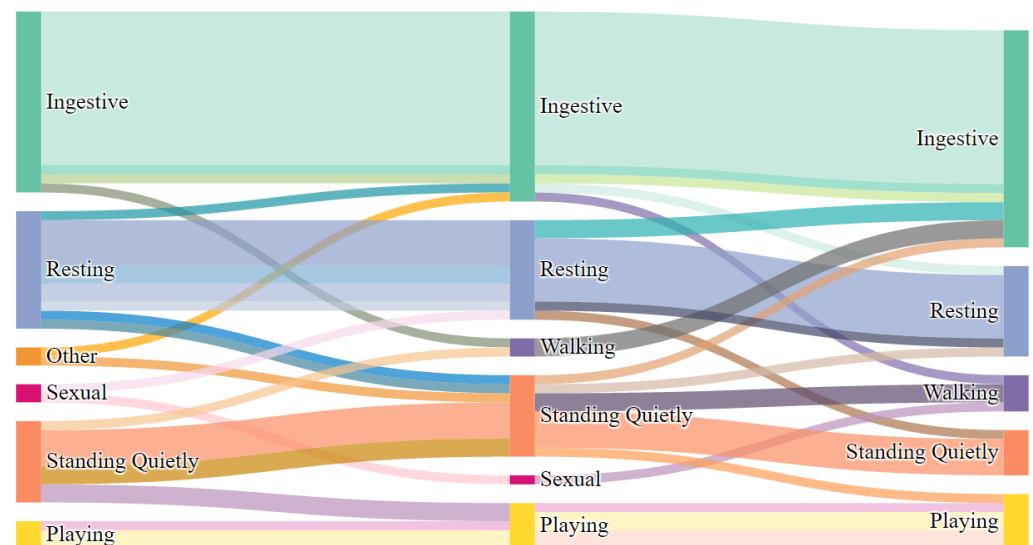 Ingestive
Resting
Other
Sexual
Standing Quietly
Playing
Ingestive
Resting
Walking
Standing Quietly
Sexual
Playing
Ingestive
Resting
Walking
Standing Quietly
Playing